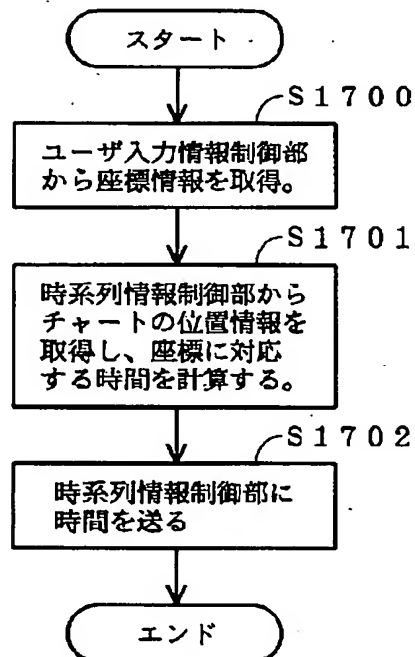 スタート
S1700
ユーザ入力情報制御部
から座標情報を取得。
S1701
時系列情報制御部から
チャートの位置情報を
取得し、座標に対応
する時間を計算する。
S1702
時系列情報制御部に
時間を送る
エンド